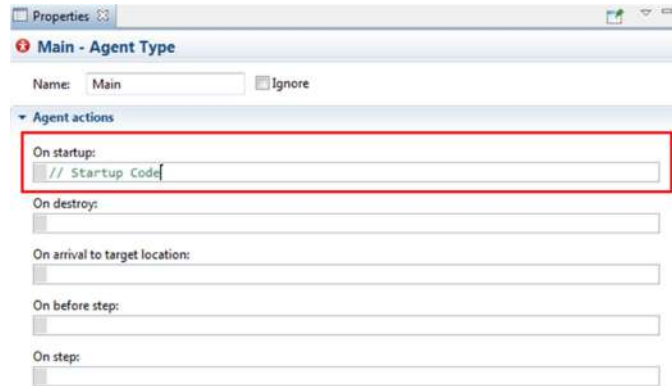 Properties
Main - Agent Type
Name: Main Ignore
Agent actions
On startup:
// Startup Code
On destroy:
On arrival to target location:
On before step:
On step: